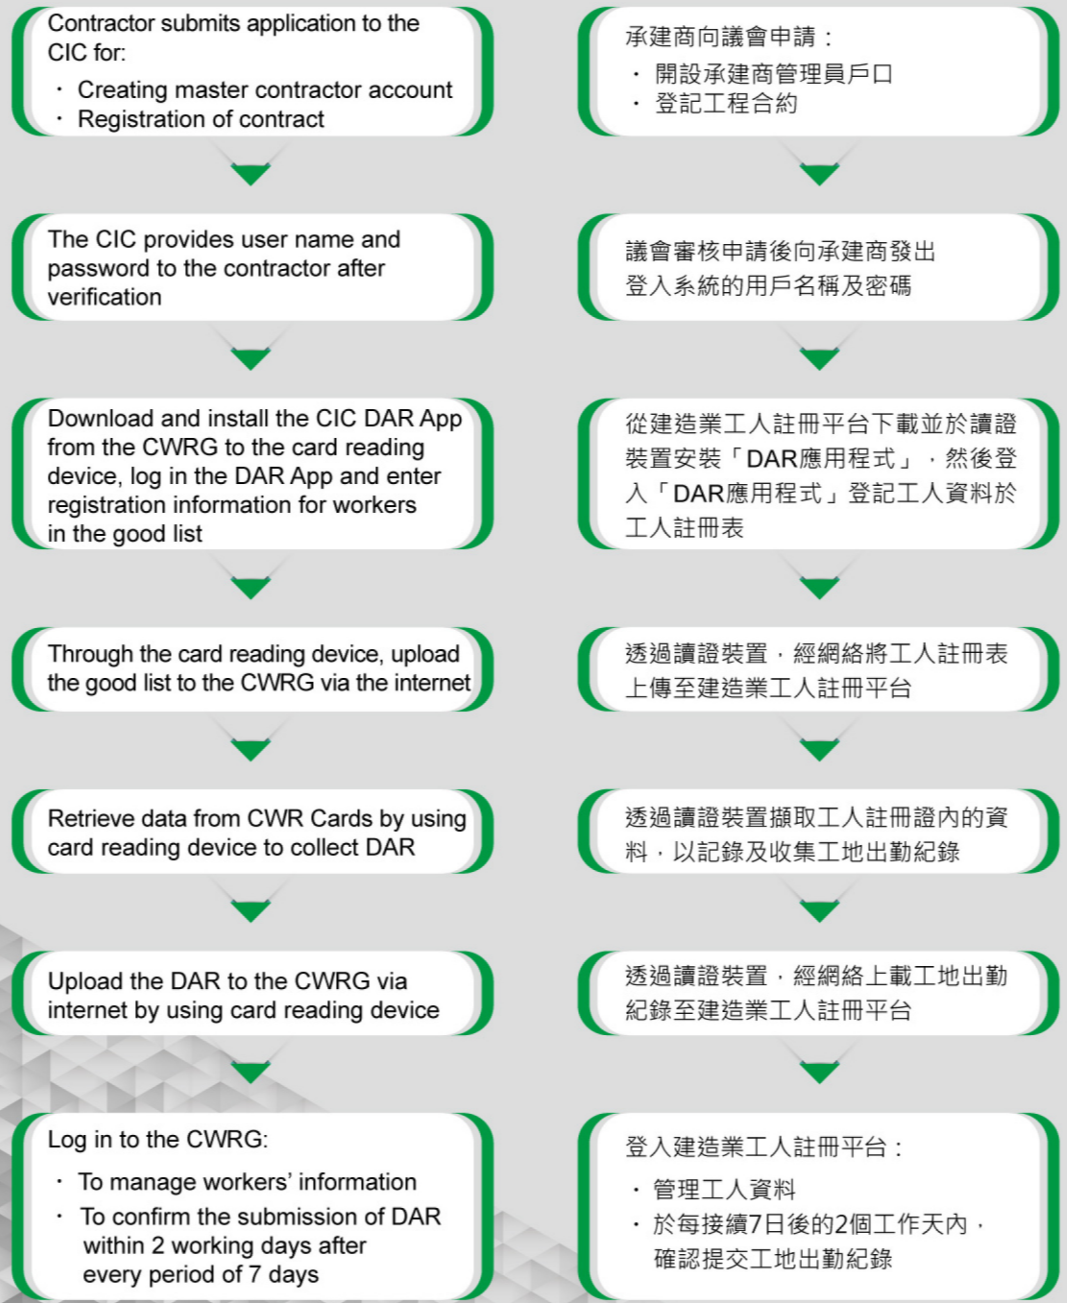 Contractor submits application to the
CIC for:
· Creating master contractor account
· Registration of contract
The CIC provides user name and
password to the contractor after
verification
Download and install the CIC DAR App
from the CWRG to the card reading
device, log in the DAR App and enter
registration information for workers
in the good list
Through the card reading device, upload
the good list to the CWRG via the internet
Retrieve data from CWR Cards by using
card reading device to collect DAR
Upload the DAR to the CWRG via
internet by using card reading device
Log in to the CWRG:
· To manage workers’ information
· To confirm the submission of DAR
within 2 working days after
every period of 7 days
承建商向議會申請：
· 開設承建商管理員戶口
· 登記工程合約
議會審核申請後向承建商發出
登入系統的用戶名稱及密碼
從建造業工人註冊平台下載並於讀證
裝置安裝「DAR應用程式」，然後登
入「DAR應用程式」登記工人資料於
工人註冊表
透過讀證裝置，經網絡將工人註冊表
上傳至建造業工人註冊平台
透過讀證裝置擷取工人註冊證內的資
料，以記錄及收集工地出勤紀錄
透過讀證裝置，經網絡上載工地出勤
紀錄至建造業工人註冊平台
登入建造業工人註冊平台：
· 管理工人資料
· 於每接續7日後的2個工作天內，
確認提交工地出勤紀錄